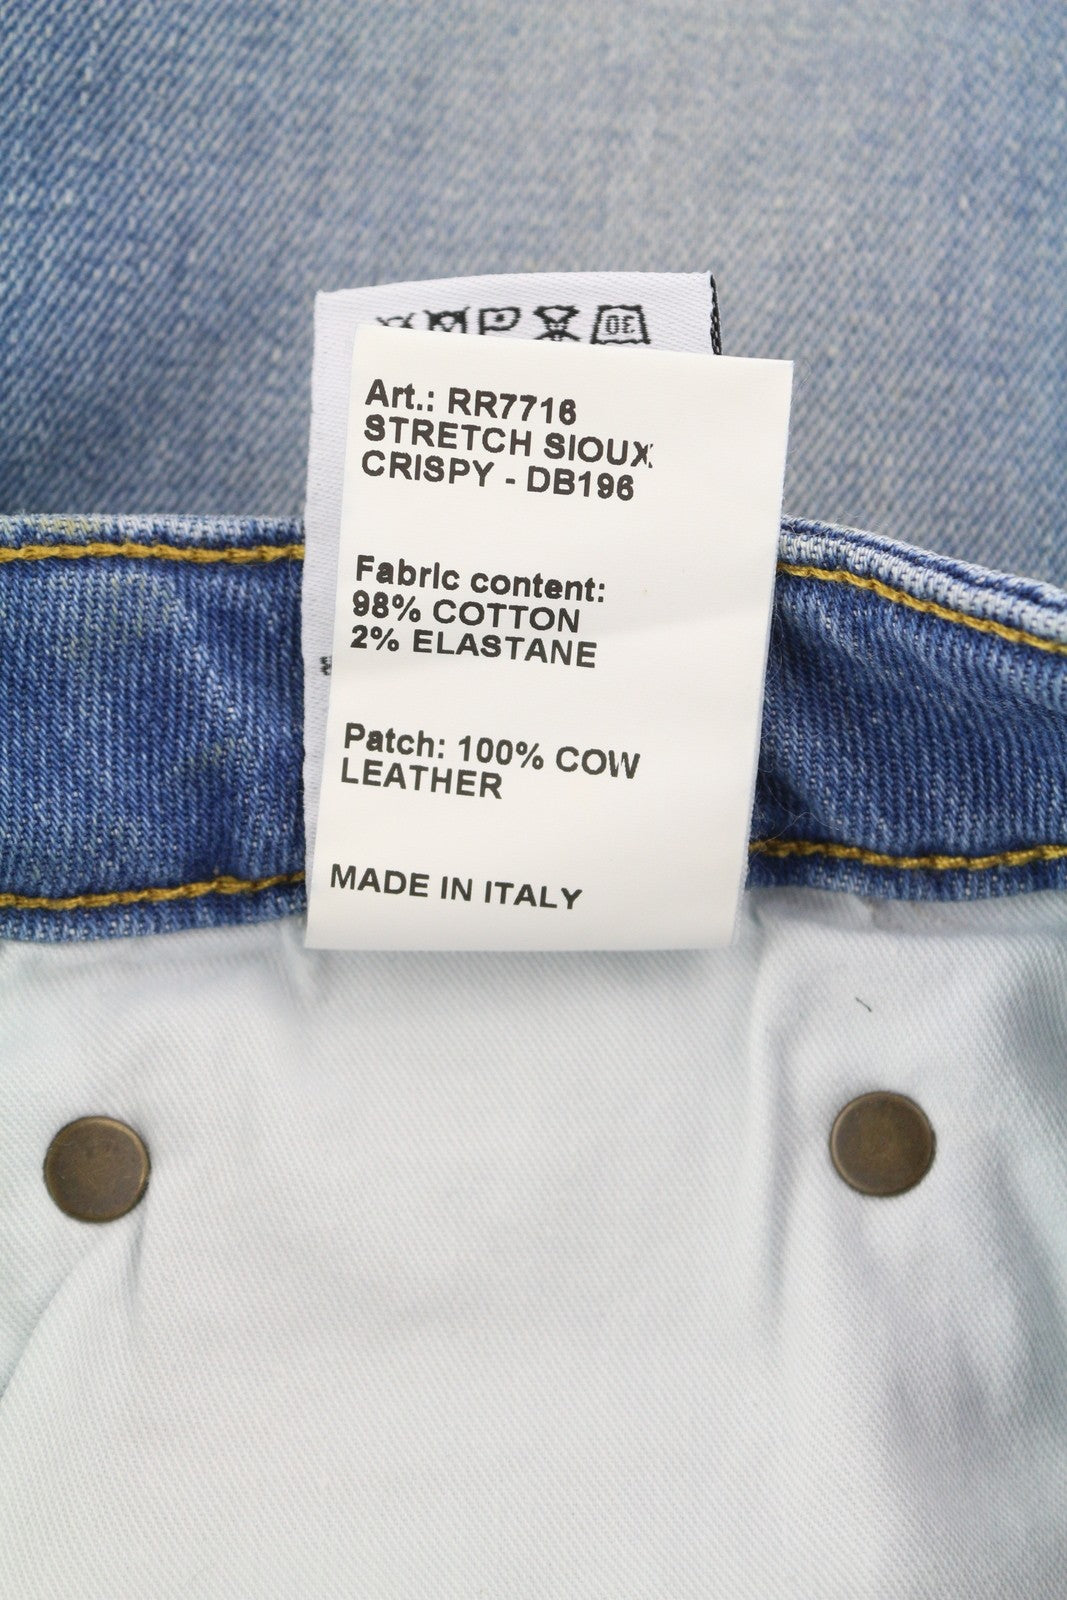 Art.: RR7716
STRETCH SIOUX
CRISPY - DB196
Fabric content:
98% COTTON
2% ELASTANE
Patch: 100% COW
LEATHER
MADE IN ITALY
30